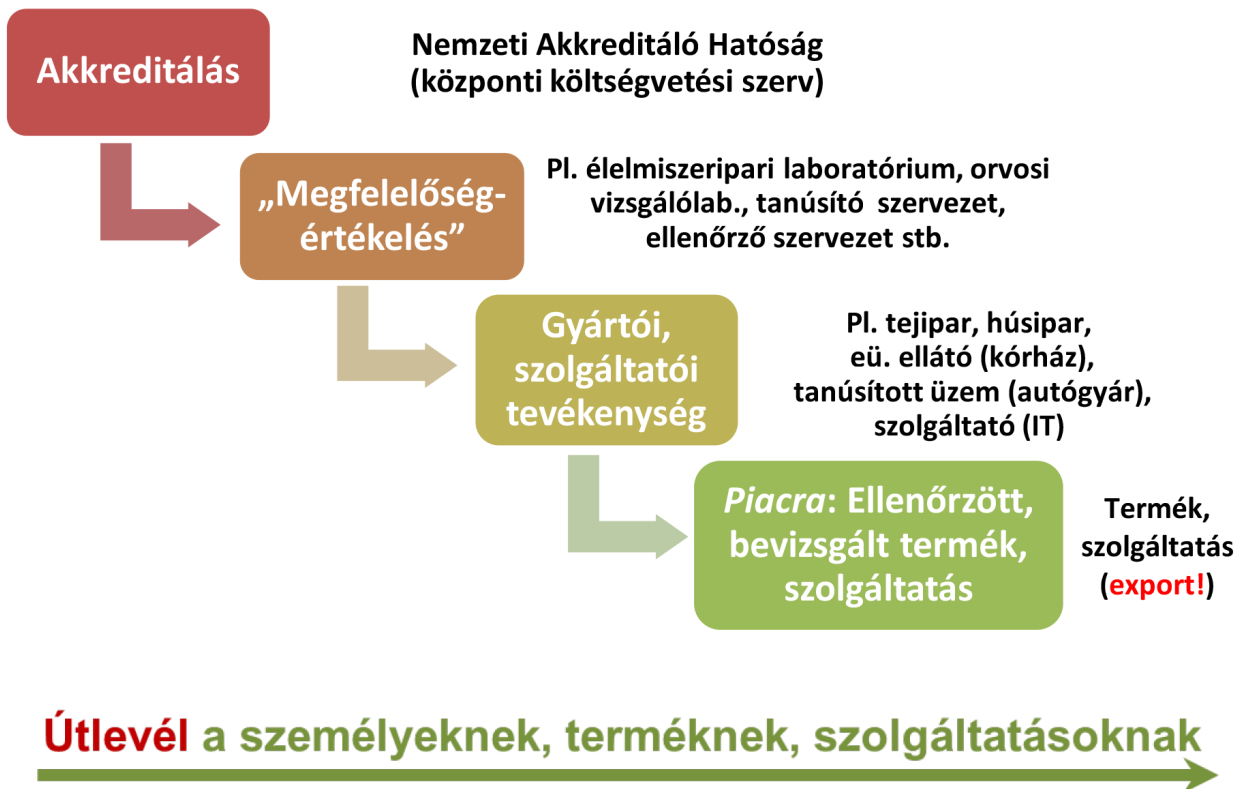 Akkreditálás
Nemzeti Akkreditáló Hatóság
(központi költségvetési szerv)
„Megfelelőség-
értékelés”
Pl. élelmiszeripari laboratórium, orvosi
vizsgálólab., tanúsító szervezet,
ellenőrző szervezet stb.
Gyártói,
szolgáltatói
tevékenység
Pl. tejipar, húsipar,
eü. ellátó (kórház),
tanúsított üzem (autógyár),
szolgáltató (IT)
Piacra: Ellenőrzött,
bevizsgált termék,
szolgáltatás
Termék,
szolgáltatás
(export!)
Útlevél a személyeknek, terméknek, szolgáltatásoknak